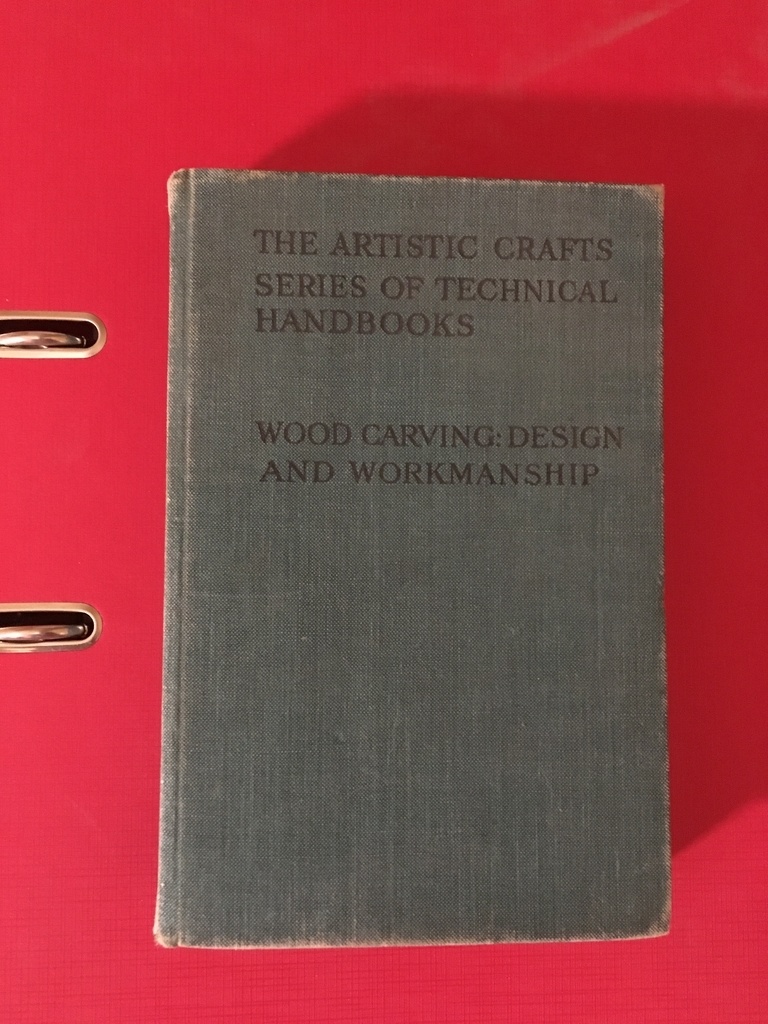 THE ARTISTIC CRAFTS
SERIES OF TECHNICAL
HANDBOOKS
WOOD CARVING: DESIGN
AND WORKMANSHIP